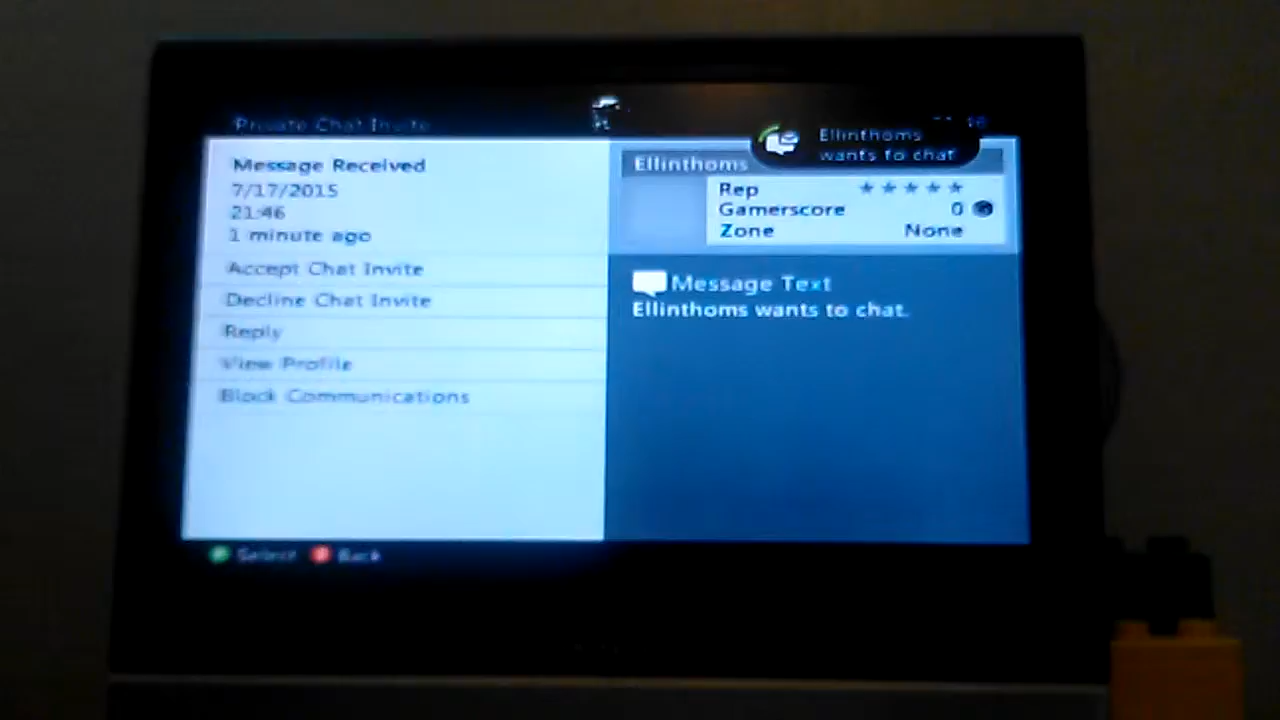 Private Chat Invite
Ellinthoms
wants to chat
Message Received
7/17/2015
21:46
1 minute ago
Accept Chat Invite
Decline Chat Invite
Reply
View Profile
Block Communications
Ellinthoms
Rep
Gamerscore 0 G
Zone None
Message Text
Ellinthoms wants to chat.
Select Back